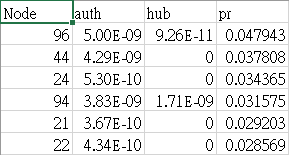 Node auth hub pr
96 5.00E-09 9.26E-11 0.047943
44 4.29E-09 0 0.037808
24 5.30E-10 0 0.034365
94 3.83E-09 1.71E-09 0.031575
21 3.67E-10 0 0.029203
22 4.34E-10 0 0.028569